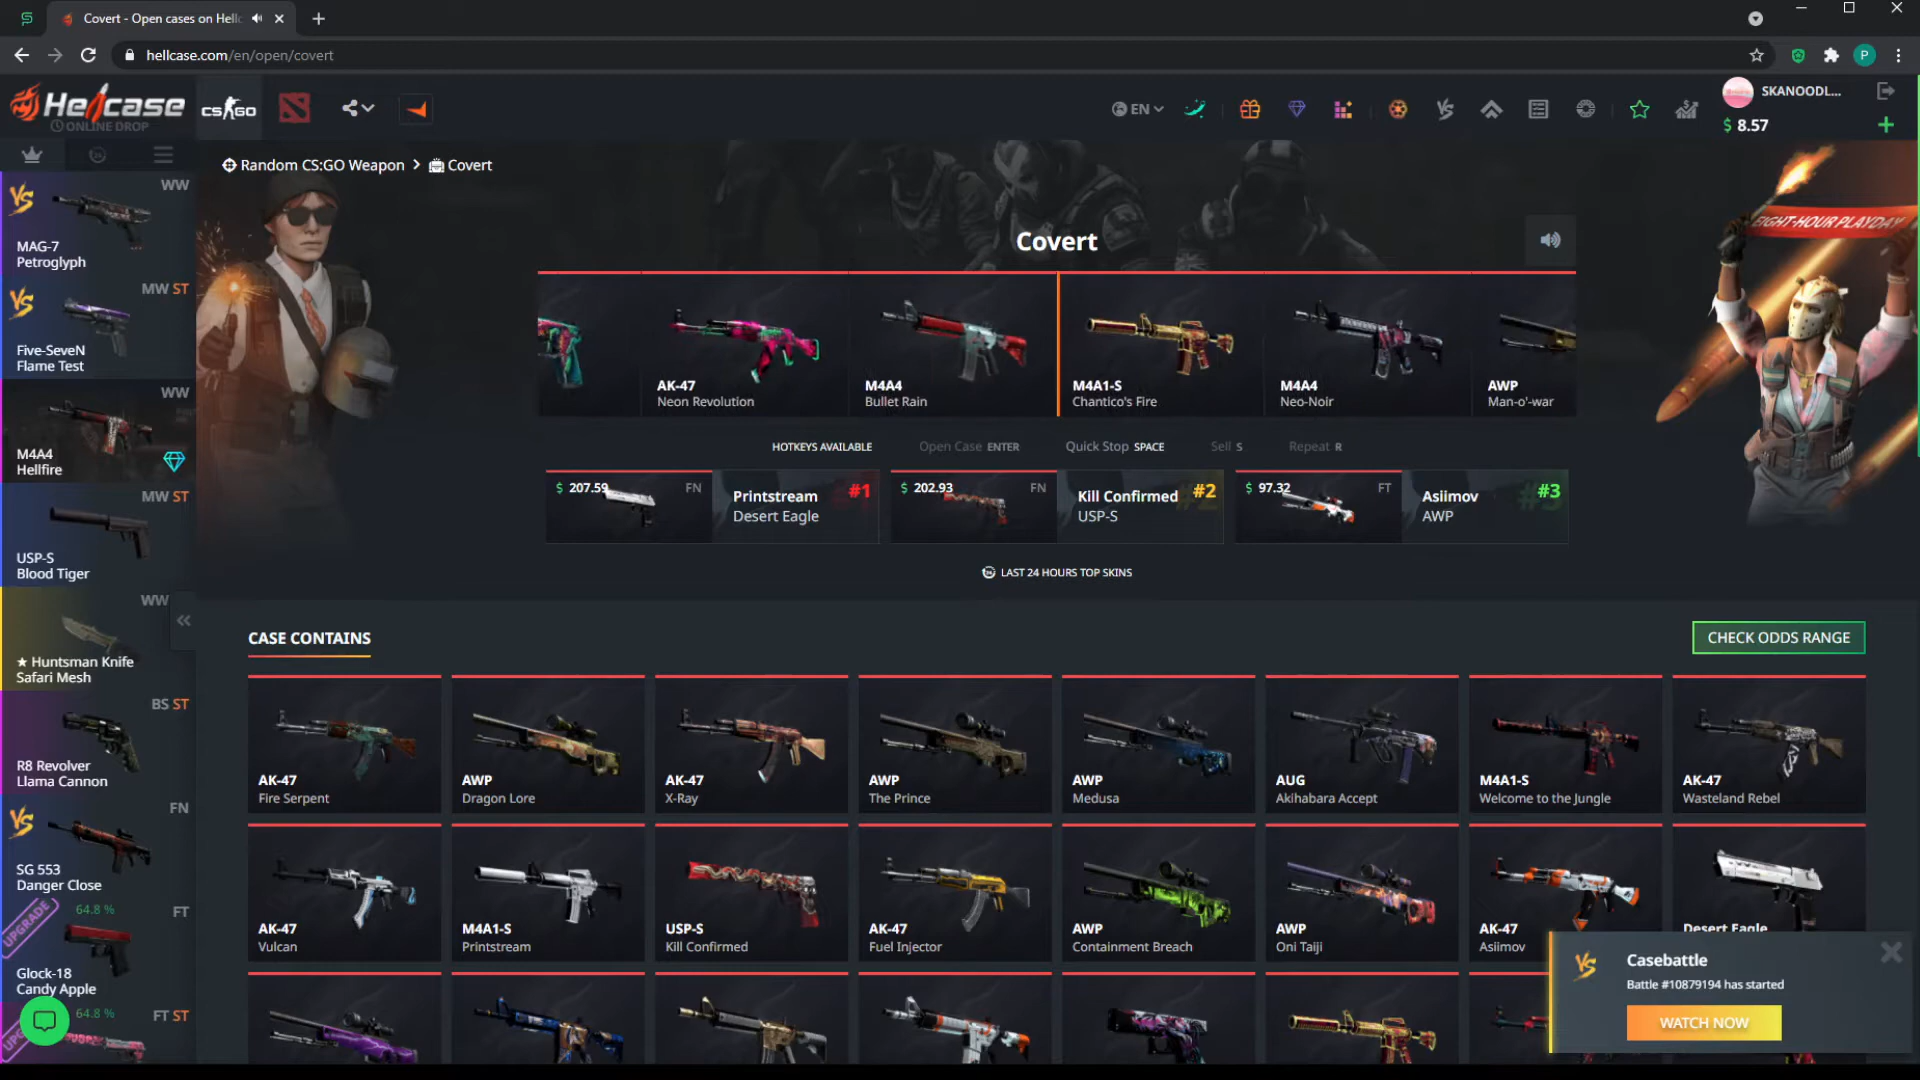 Covert - Open cases on Hellc
hellcase.com/en/open/covert
P
Hellcase
ONLINE DROP
CS:GO
EN
SKANOODL...
$ 8.57
Random CS:GO Weapon > Covert
EIGHT-HOUR PLAYDAY
Covert
AK-47
Neon Revolution
M4A4
Bullet Rain
M4A1-S
Chantico's Fire
M4A4
Neo-Noir
AWP
Man-o'-war
HOTKEYS AVAILABLE
Open Case ENTER
Quick Stop SPACE
Sell S
Repeat R
$ 207.59
FN
Printstream
Desert Eagle
#1
$ 202.93
FN
Kill Confirmed
USP-S
#2
$ 97.32
FT
Asiimov
AWP
#3
LAST 24 HOURS TOP SKINS
VS
WW
MAG-7
Petroglyph
VS
MW ST
Five-SeveN
Flame Test
WW
M4A4
Hellfire
MW ST
USP-S
Blood Tiger
WW
★ Huntsman Knife
Safari Mesh
BS ST
R8 Revolver
Llama Cannon
VS
FN
SG 553
Danger Close
UPGRADE
64.8 %
FT
Glock-18
Candy Apple
64.8 %
FT ST
CASE CONTAINS
CHECK ODDS RANGE
AK-47
Fire Serpent
AWP
Dragon Lore
AK-47
X-Ray
AWP
The Prince
AWP
Medusa
AUG
Akihabara Accept
M4A1-S
Welcome to the Jungle
AK-47
Wasteland Rebel
AK-47
Vulcan
M4A1-S
Printstream
USP-S
Kill Confirmed
AK-47
Fuel Injector
AWP
Containment Breach
AWP
Oni Taiji
AK-47
Asiimov
Desert Eagle
VS
Casebattle
Battle #10879194 has started
WATCH NOW